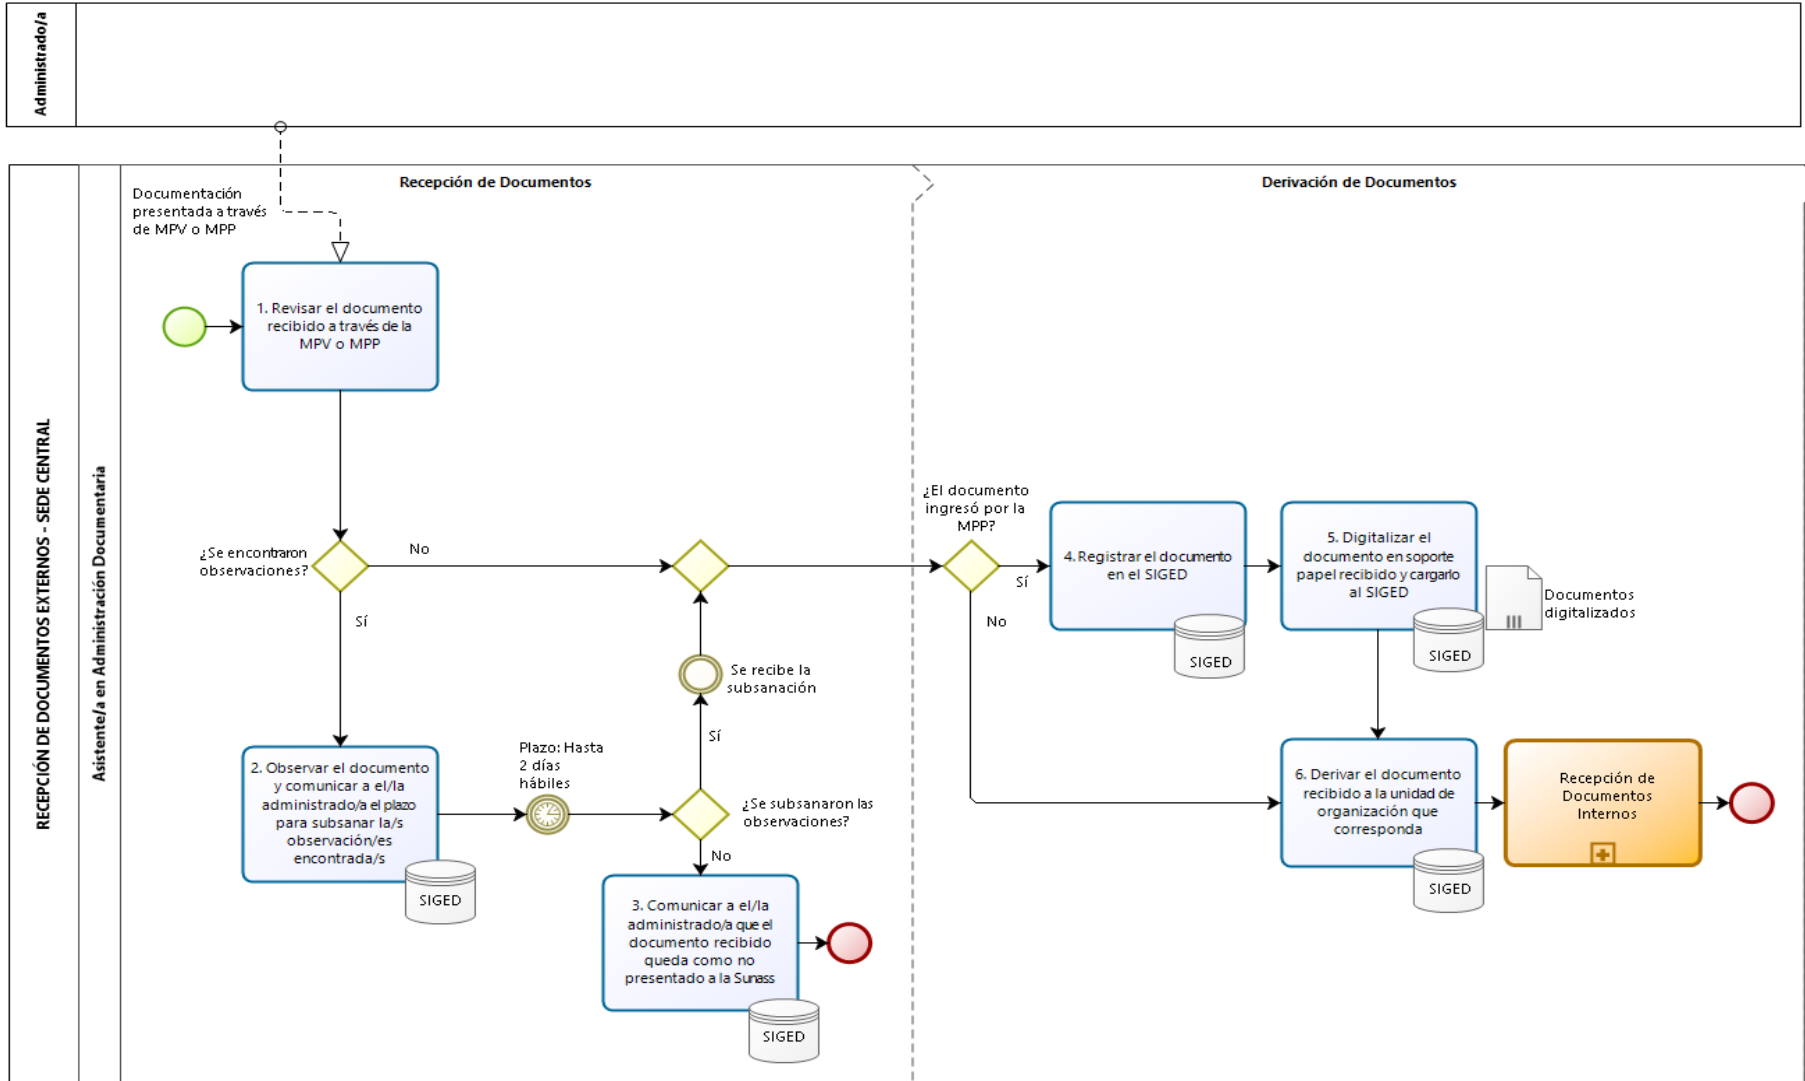 Administrado/a
RECEPCIÓN DE DOCUMENTOS EXTERNOS - SEDE CENTRAL
Asistente/a en Administración Documentaria
Recepción de Documentos
Derivación de Documentos
Documentación
presentada a través
de MPV o MPP
1. Revisar el documento
recibido a través de la
MPV o MPP
¿Se encontraron
observaciones?
No
Sí
2. Observar el documento
y comunicar a el/la
administrado/a el plazo
para subsanar la/s
observación/es
encontrada/s
SIGED
Plazo: Hasta
2 días
hábiles
¿Se subsanaron las
observaciones?
Sí
Se recibe la
subsanación
No
3. Comunicar a el/la
administrado/a que el
documento recibido
queda como no
presentado a la Sunass
SIGED
¿El documento
ingresó por la
MPP?
Sí
No
4. Registrar el documento
en el SIGED
SIGED
5. Digitalizar el
documento en soporte
papel recibido y cargarlo
al SIGED
SIGED
Documentos
digitalizados
6. Derivar el documento
recibido a la unidad de
organización que
corresponda
SIGED
Recepción de
Documentos
Internos